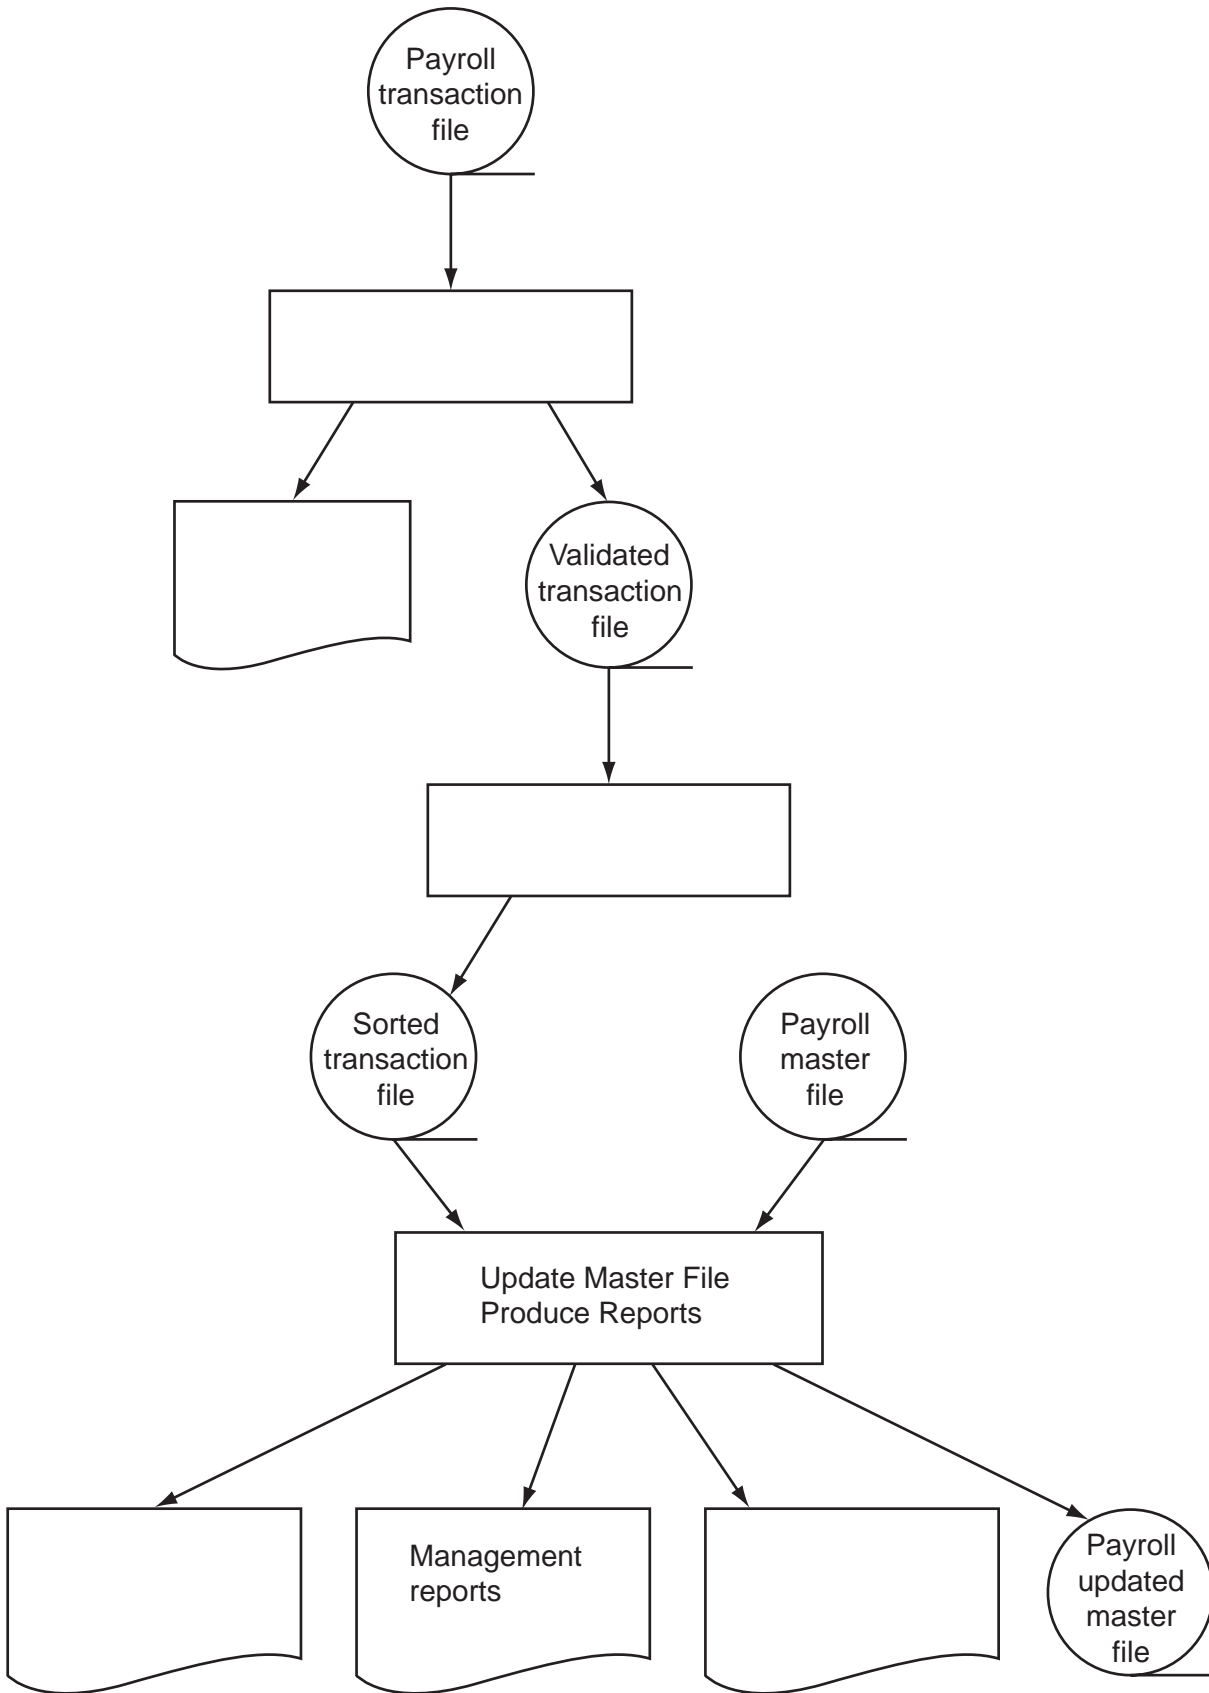 Payroll
transaction
file
Validated
transaction
file
Sorted
transaction
file
Payroll
master
file
Update Master File
Produce Reports
Management
reports
Payroll
updated
master
file